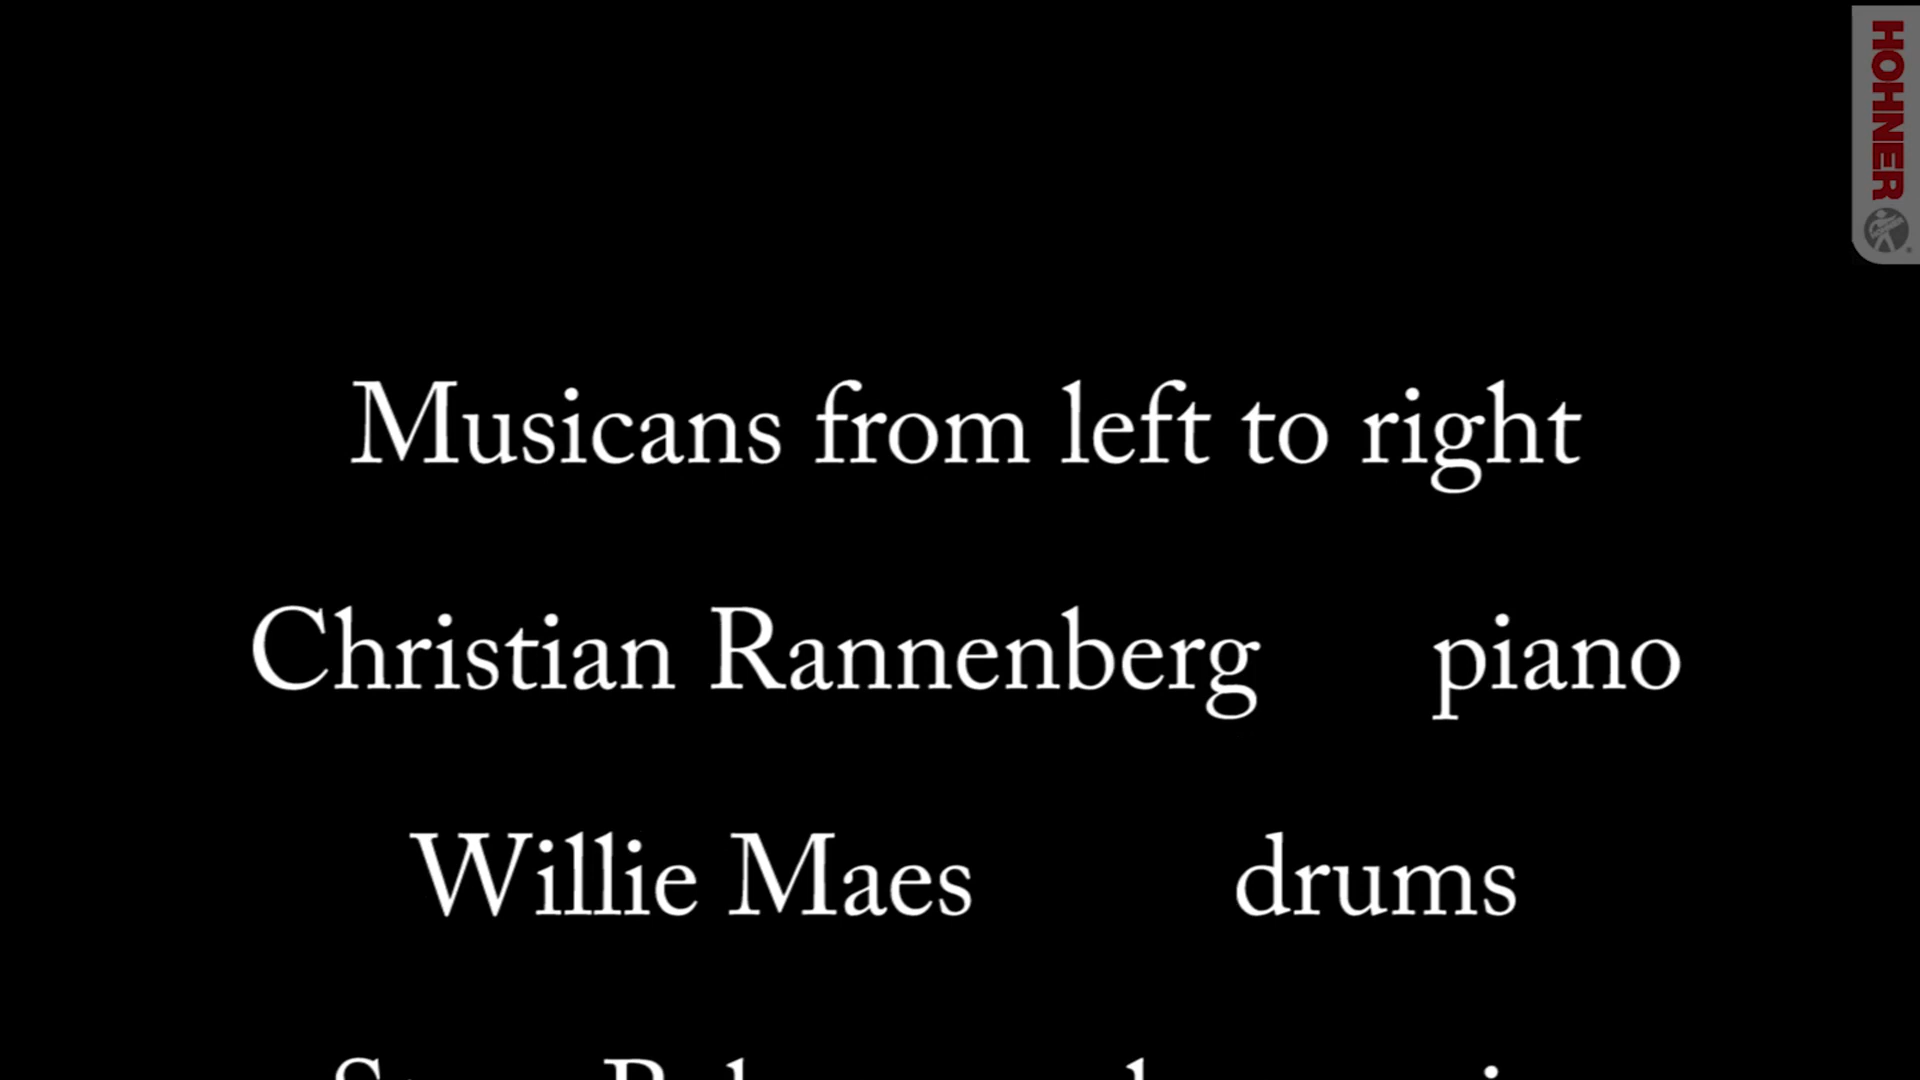 HOHNER
Musicans from left to right
Christian Rannenberg piano
Willie Maes drums